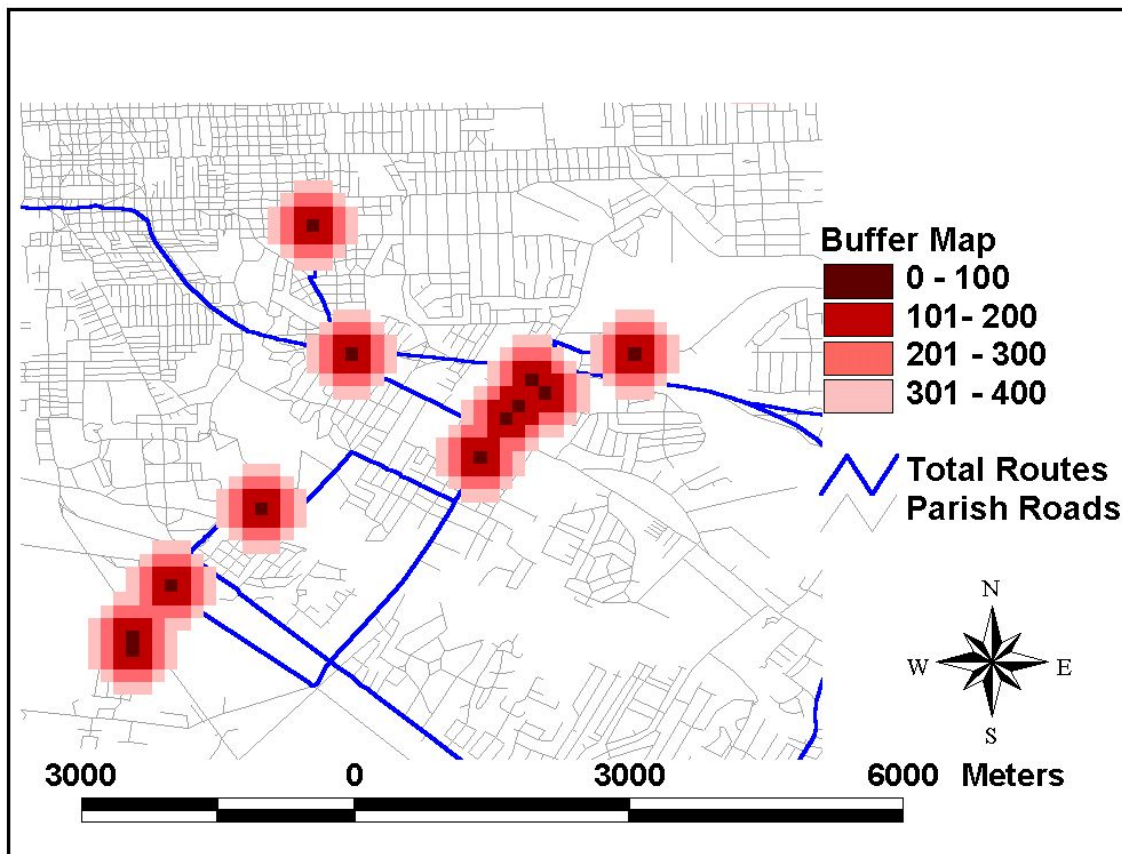 Buffer Map
0 - 100
101- 200
201 - 300
301 - 400
Total Routes
Parish Roads
N
W E
S
3000 0 3000 6000 Meters